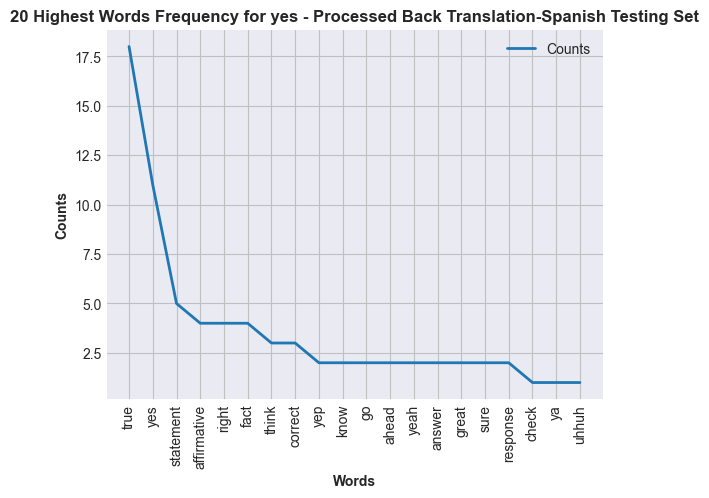 20 Highest Words Frequency for yes - Processed Back Translation-Spanish Testing Set
Counts
17.5
15.0
12.5
10.0
7.5
5.0
2.5
Counts
true
yes
statement
affirmative
right
fact
think
correct
yep
know
go
ahead
yeah
answer
great
sure
response
check
ya
uhhuh
Words